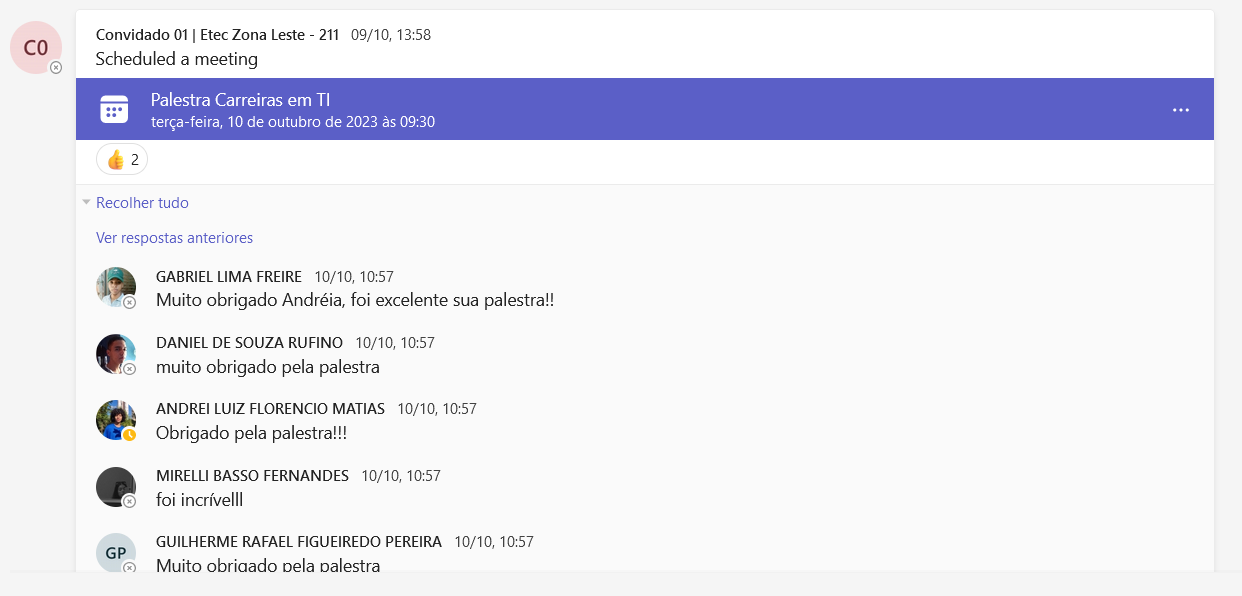 C0
Convidado 01 | Etec Zona Leste - 211 09/10, 13:58
Scheduled a meeting
Palestra Carreiras em TI
terça-feira, 10 de outubro de 2023 às 09:30
2
Recolher tudo
Ver respostas anteriores
GABRIEL LIMA FREIRE 10/10, 10:57
Muito obrigado Andréia, foi excelente sua palestra!!
DANIEL DE SOUZA RUFINO 10/10, 10:57
muito obrigado pela palestra
ANDREI LUIZ FLORENCIO MATIAS 10/10, 10:57
Obrigado pela palestra!!!
MIRELLI BASSO FERNANDES 10/10, 10:57
foi incrívelll
GP
GUILHERME RAFAEL FIGUEIREDO PEREIRA 10/10, 10:57
Muito obrigado pela palestra